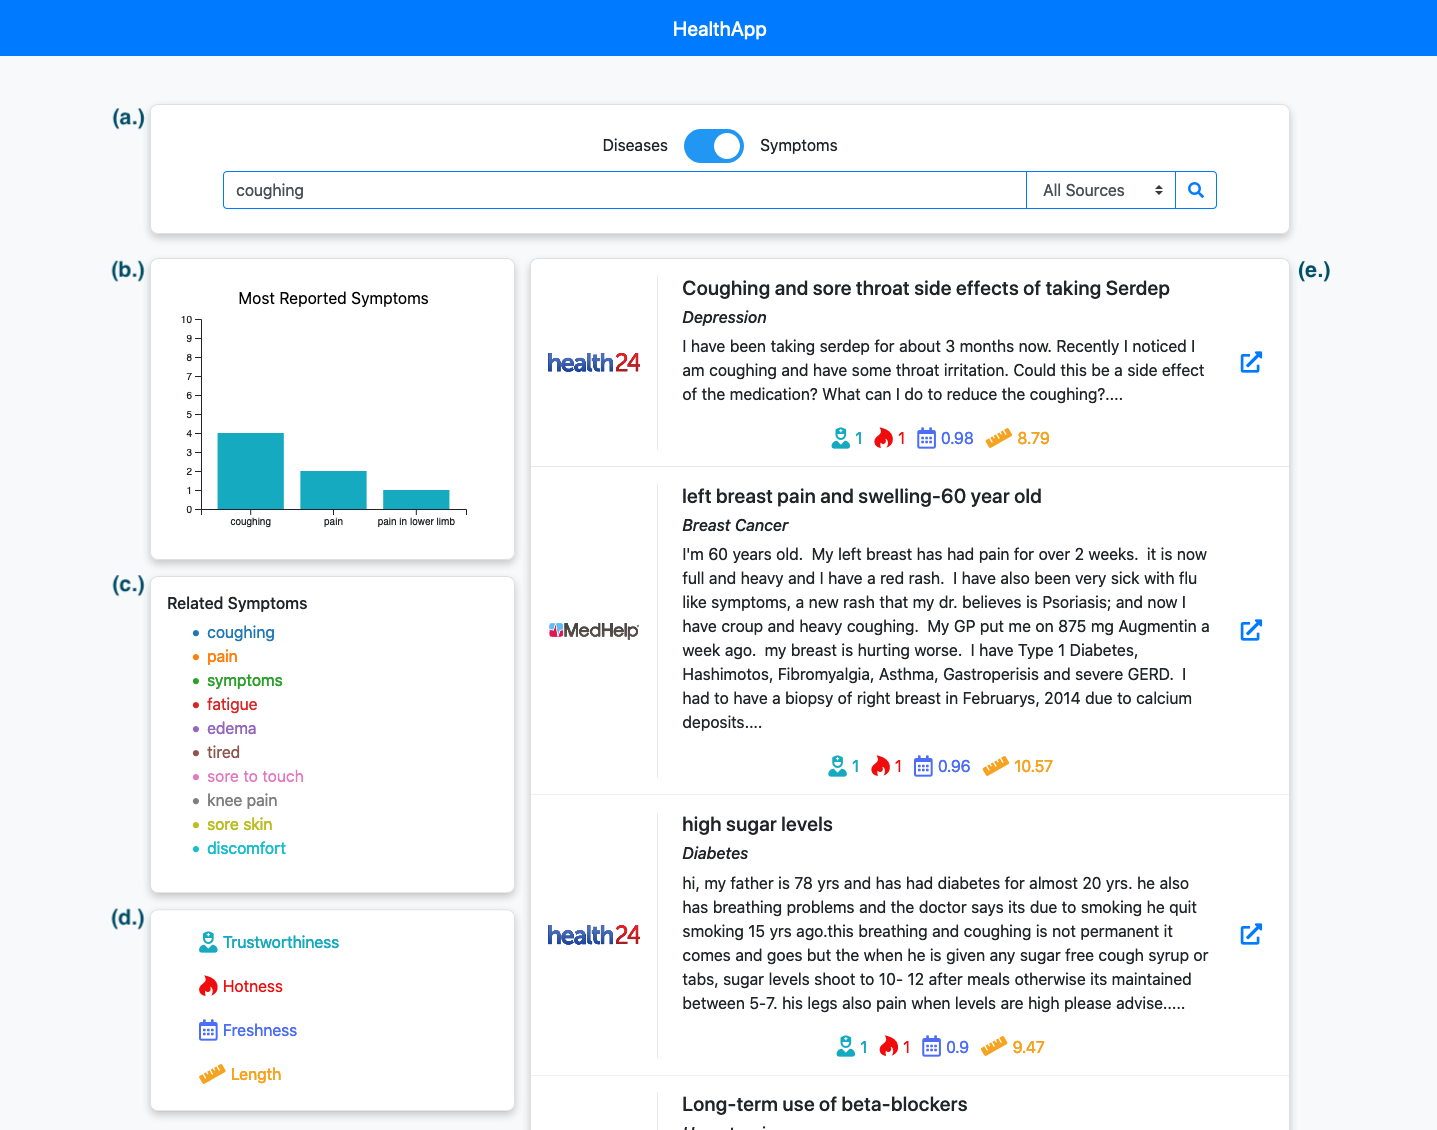 HealthApp
(a.)
Diseases Symptoms
coughing All Sources
(b.)
Most Reported Symptoms
10
9
8
7
6
5
4
3
2
1
0
coughing pain pain in lower limb
(c.)
Related Symptoms
coughing
pain
symptoms
fatigue
edema
tired
sore to touch
knee pain
sore skin
discomfort
(d.)
Trustworthiness
Hotness
Freshness
Length
(e.)
Coughing and sore throat side effects of taking Serdep
Depression
health24
I have been taking serdep for about 3 months now. Recently I noticed I
am coughing and have some throat irritation. Could this be a side effect
of the medication? What can I do to reduce the coughing?....
1 1 0.98 8.79
left breast pain and swelling-60 year old
Breast Cancer
MedHelp
I'm 60 years old.  My left breast has had pain for over 2 weeks.  it is now
full and heavy and I have a red rash.  I have also been very sick with flu
like symptoms, a new rash that my dr. believes is Psoriasis; and now I
have croup and heavy coughing.  My GP put me on 875 mg Augmentin a
week ago.  my breast is hurting worse.  I have Type 1 Diabetes,
Hashimotos, Fibromyalgia, Asthma, Gastroperisis and severe GERD.  I
had to have a biopsy of right breast in Februarys, 2014 due to calcium
deposits....
1 1 0.96 10.57
high sugar levels
Diabetes
health24
hi, my father is 78 yrs and has had diabetes for almost 20 yrs. he also
has breathing problems and the doctor says its due to smoking he quit
smoking 15 yrs ago.this breathing and coughing is not permanent it
comes and goes but the when he is given any sugar free cough syrup or
tabs, sugar levels shoot to 10- 12 after meals otherwise its maintained
between 5-7. his legs also pain when levels are high please advise.....
1 1 0.9 9.47
Long-term use of beta-blockers